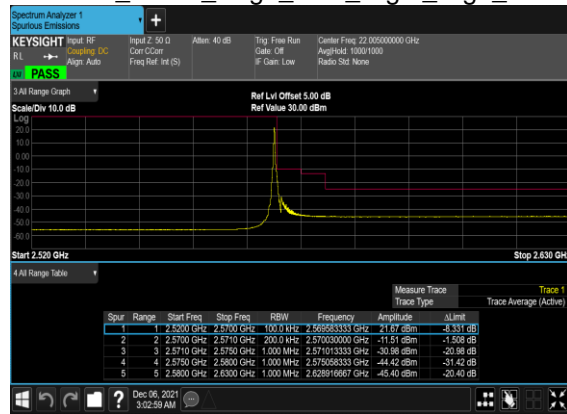 Spectrum Analyzer 1
Spurious Emissions
+
KEYSIGHT Input: RF Input Z: 50 Ω Atten: 40 dB Trig: Free Run Center Freq: 22.005000000 GHz
RL Coupling: DC Corr CCorr Gate: Off Avg|Hold: 1000/1000
Align: Auto Freq Ref: Int (S) IF Gain: Low Radio Std: None
PASS
3 All Range Graph
Ref Lvl Offset 5.00 dB
Scale/Div 10.0 dB Ref Value 30.00 dBm
Log
20.0
10.0
0.00
-10.0
-20.0
-30.0
-40.0
-50.0
-60.0
Start 2.520 GHz Stop 2.630 GHz
4 All Range Table
Measure Trace Trace 1
Trace Type Trace Average (Active)
Spur Range Start Freq Stop Freq RBW Frequency Amplitude ΔLimit
1 1 2.5200 GHz 2.5700 GHz 100.0 kHz 2.569583333 GHz 21.67 dBm -8.331 dB
2 2 2.5700 GHz 2.5710 GHz 200.0 kHz 2.570030000 GHz -11.51 dBm -1.508 dB
3 3 2.5710 GHz 2.5750 GHz 1.000 MHz 2.571013333 GHz -30.98 dBm -20.98 dB
4 4 2.5750 GHz 2.5800 GHz 1.000 MHz 2.575058333 GHz -44.42 dBm -31.42 dB
5 5 2.5800 GHz 2.6300 GHz 1.000 MHz 2.628916667 GHz -45.40 dBm -20.40 dB
? Dec 06, 2021
3:02:59 AM